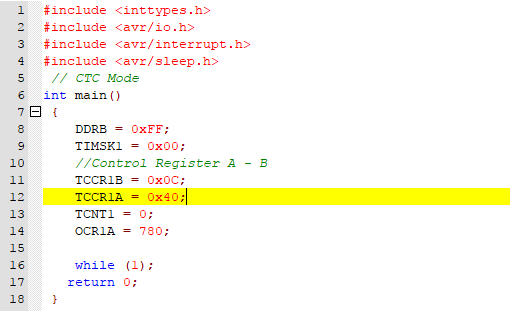 1 #include <inttypes.h>
2 #include <avr/io.h>
3 #include <avr/interrupt.h>
4 #include <avr/sleep.h>
5 // CTC Mode
6 int main()
7 {
8 DDRB = 0xFF;
9 TIMSK1 = 0x00;
10 //Control Register A - B
11 TCCR1B = 0x0C;
12 TCCR1A = 0x40;
13 TCNT1 = 0;
14 OCR1A = 780;
15
16 while (1);
17 return 0;
18 }